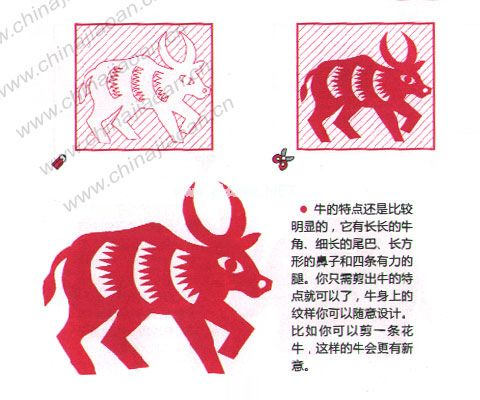 www.chinajiaoan.cn
www.chinajiaoan.cn
www.chinajiaoan.cn
● 牛的特点还是比较
明显的，它有长长的牛
角、细长的尾巴、长方
形的鼻子和四条有力的
腿。你只需剪出牛的特
点就可以了，牛身上的
纹样你可以随意设计。
比如你可以剪一条花
牛，这样的牛会更有新
意。